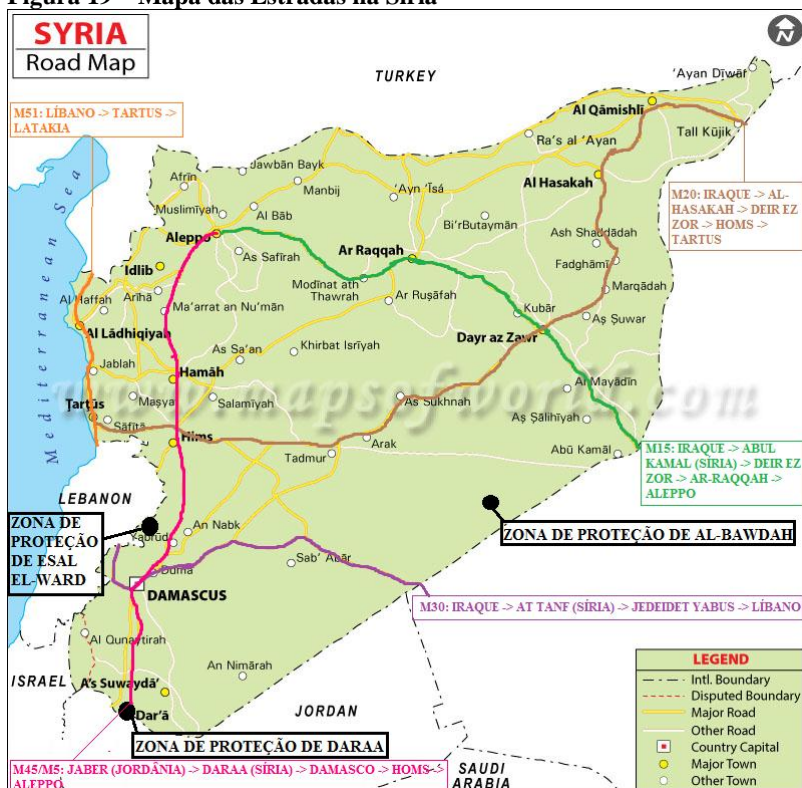 Figura 19 – Mapa das Estradas na Síria
SYRIA
Road Map
N
TURKEY
'Ayan Dīwār
Al Qāmishlī
M51: LÍBANO -> TARTUS ->
LATAKIA
Tall Kūjik
Ra's al 'Ayan
Jawbān Bayk
Afrīn
Manbij
'Ayn 'Īsá
Al Hasakah
Muslimīyah
Al Bāb
Bi'rButaymān
M20: IRAQUE -> AL-
HASAKAH -> DEIR EZ
ZOR -> HOMS ->
TARTUS
Aleppo
Ash Shaddādah
As Safīrah
Ar Raqqah
Fadghāmī
Idlib
Modīnat ath
Thawrah
Marqādah
Al Haffah
Arīhā
Ma'arrat an Nu'mān
Ar Ruşāfah
Kubār
Aş Şuwar
Al Lādhiqīyah
Dayr az Zawr
As Sa'an
Khirbat Isrīyah
Jablah
Hamāh
Al Mayādīn
www.mapsofworld.com
Mediterranean Sea
Maşya
Salamīyah
As Sukhnah
Aş Şālihīyah
Ţarţūs
Şāfītā
Hims
Arak
Abū Kamāl
Tadmur
M15: IRAQUE -> ABUL
KAMAL (SÍRIA) -> DEIR EZ
ZOR -> AR-RAQQAH ->
ALEPPO
LEBANON
ZONA DE
PROTEÇÃO
DE ESAL
EL-WARD
An Nabk
Yabrūd
ZONA DE PROTEÇÃO DE AL-BAWDAH
Dūmā
Sab' Ābār
DAMASCUS
M30: IRAQUE -> AT TANF (SÍRIA) -> JEDEIDET YABUS -> LÍBANO
Al Qunaytirah
An Nimārah
ISRAEL
A's Suwaydā'
JORDAN
Dar'ā
ZONA DE PROTEÇÃO DE DARAA
M45/M5: JABER (JORDÂNIA) -> DARAA (SÍRIA) -> DAMASCO -> HOMS ->
ALEPPO
SAUDI
ARABIA
LEGEND
Intl. Boundary
Disputed Boundary
Major Road
Other Road
Country Capital
Major Town
Other Town